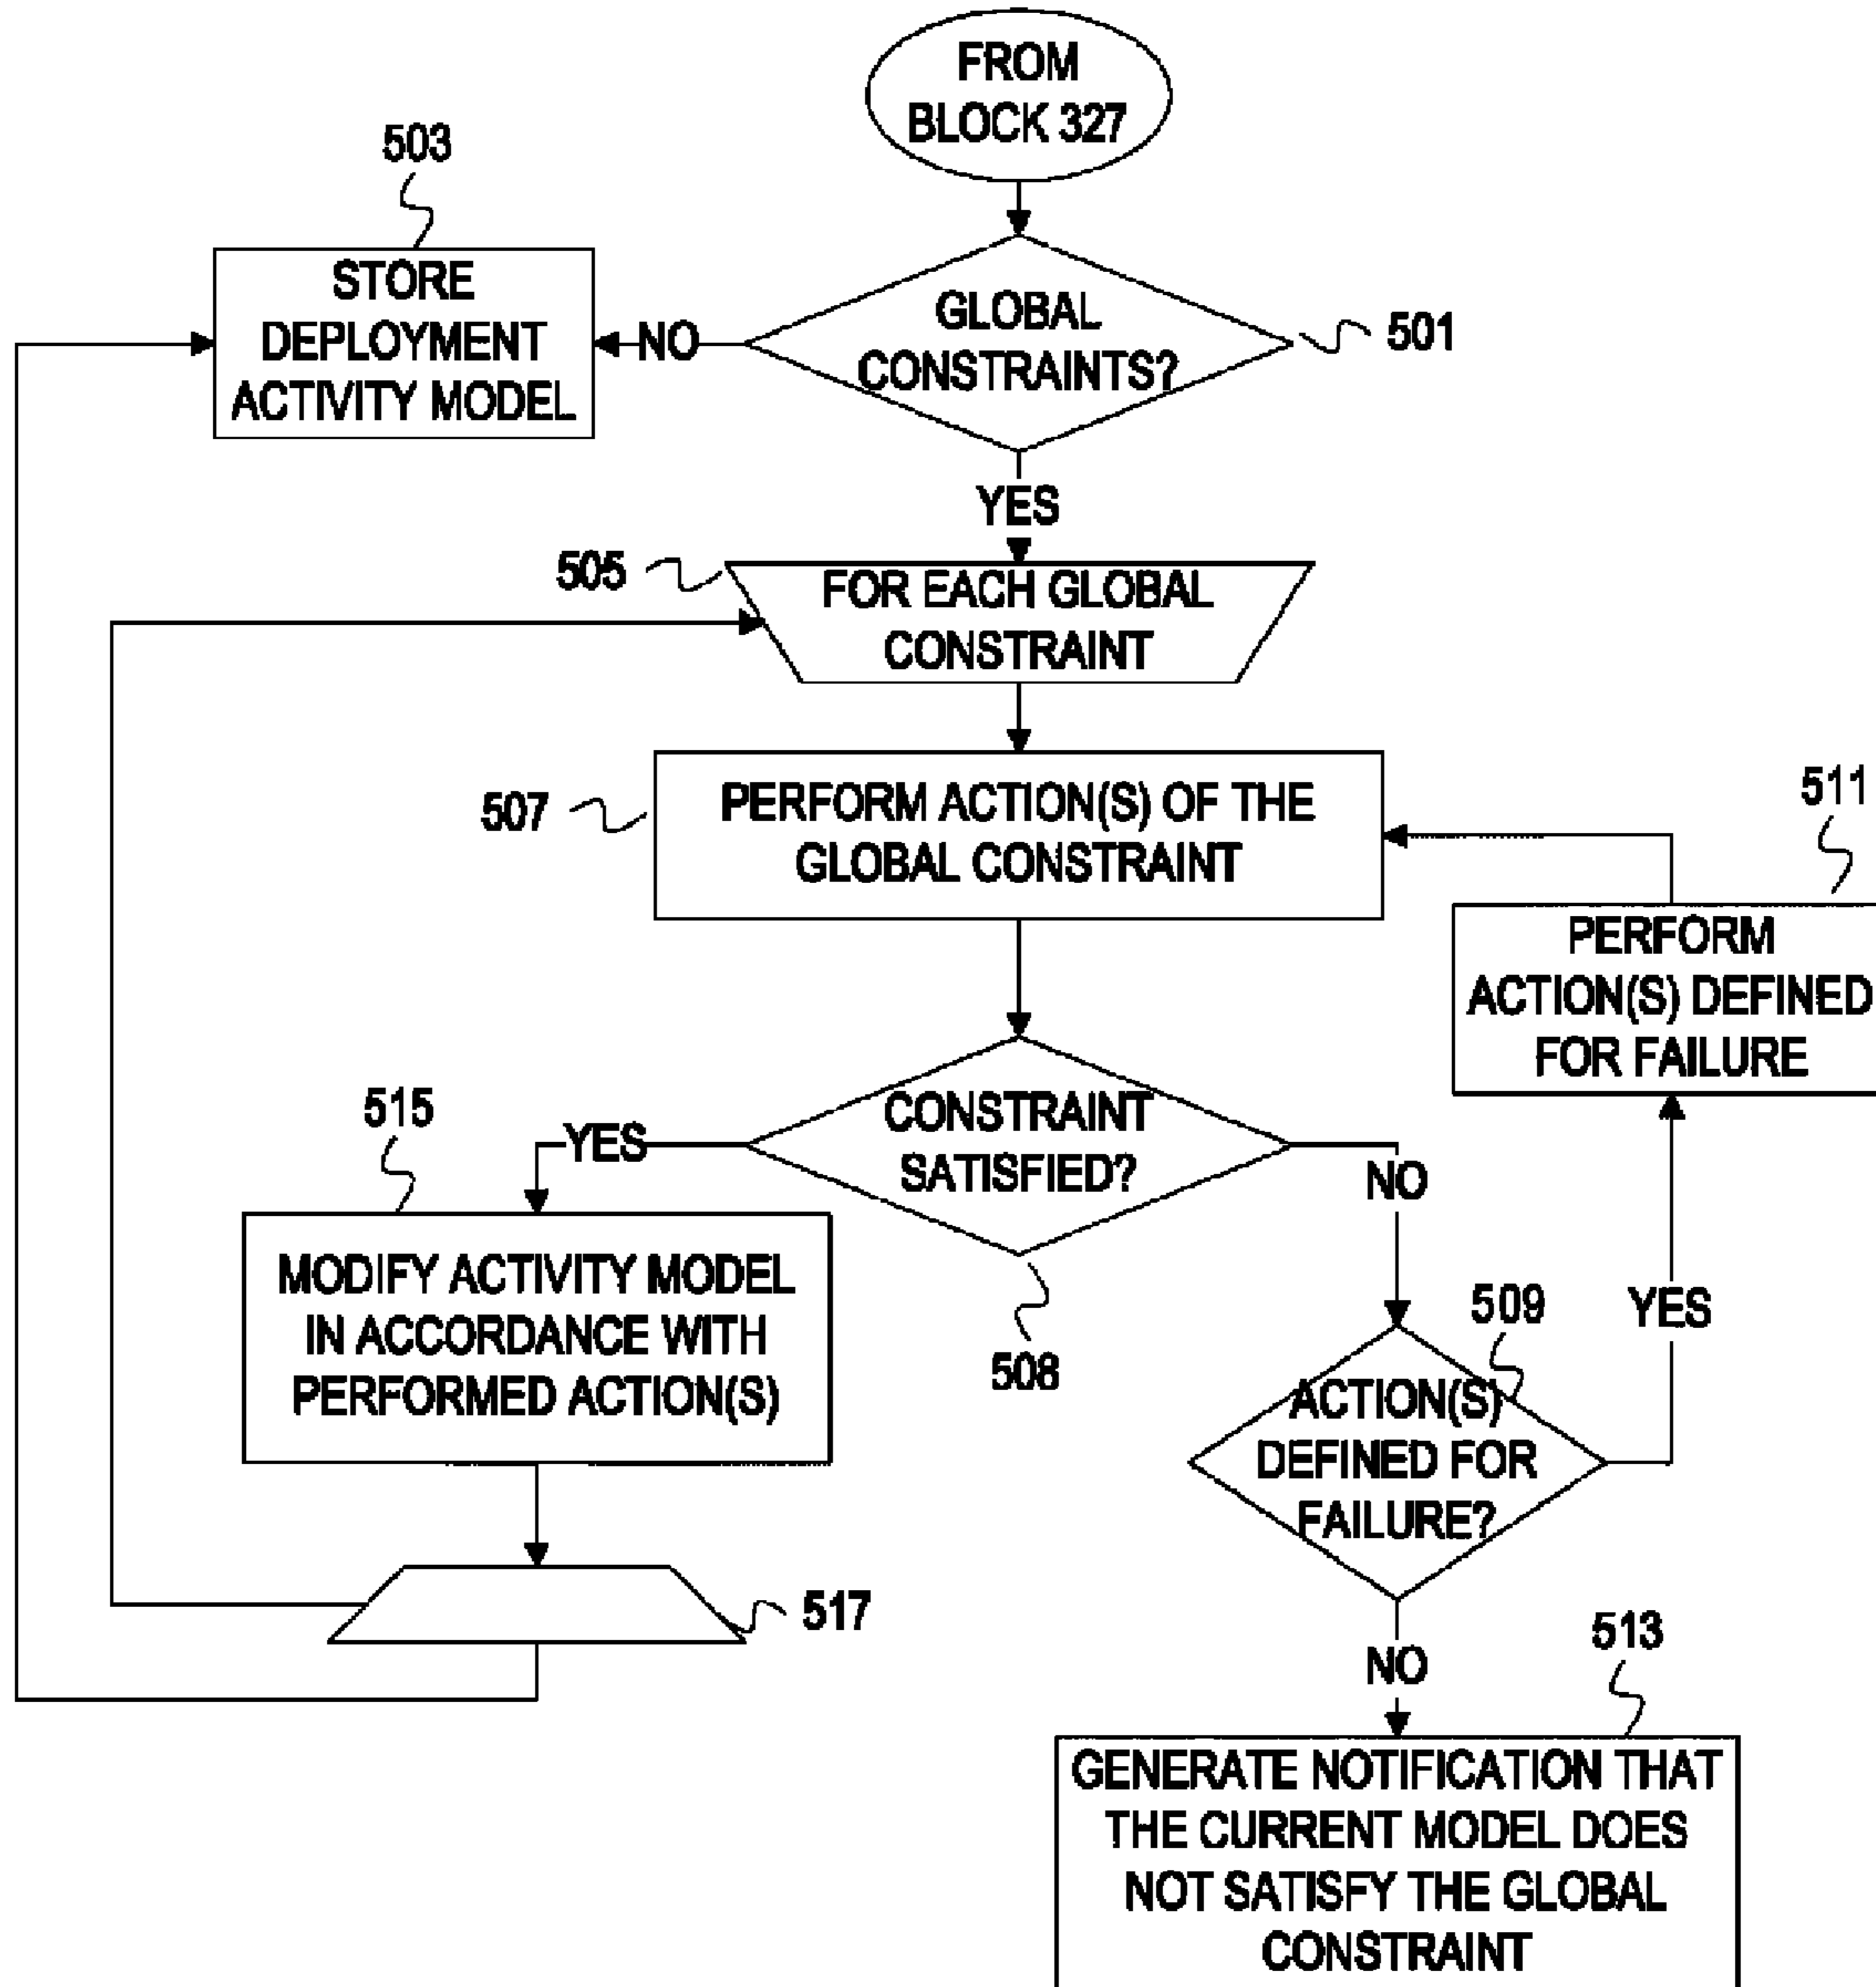 FROM
BLOCK 327
503
STORE
DEPLOYMENT
ACTIVITY MODEL
NO
GLOBAL
CONSTRAINTS?
501
YES
505
FOR EACH GLOBAL
CONSTRAINT
507
PERFORM ACTION(S) OF THE
GLOBAL CONSTRAINT
511
PERFORM
ACTION(S) DEFINED
FOR FAILURE
515
YES
CONSTRAINT
SATISFIED?
NO
508
MODIFY ACTIVITY MODEL
IN ACCORDANCE WITH
PERFORMED ACTION(S)
509
YES
ACTION(S)
DEFINED FOR
FAILURE?
517
NO
513
GENERATE NOTIFICATION THAT
THE CURRENT MODEL DOES
NOT SATISFY THE GLOBAL
CONSTRAINT